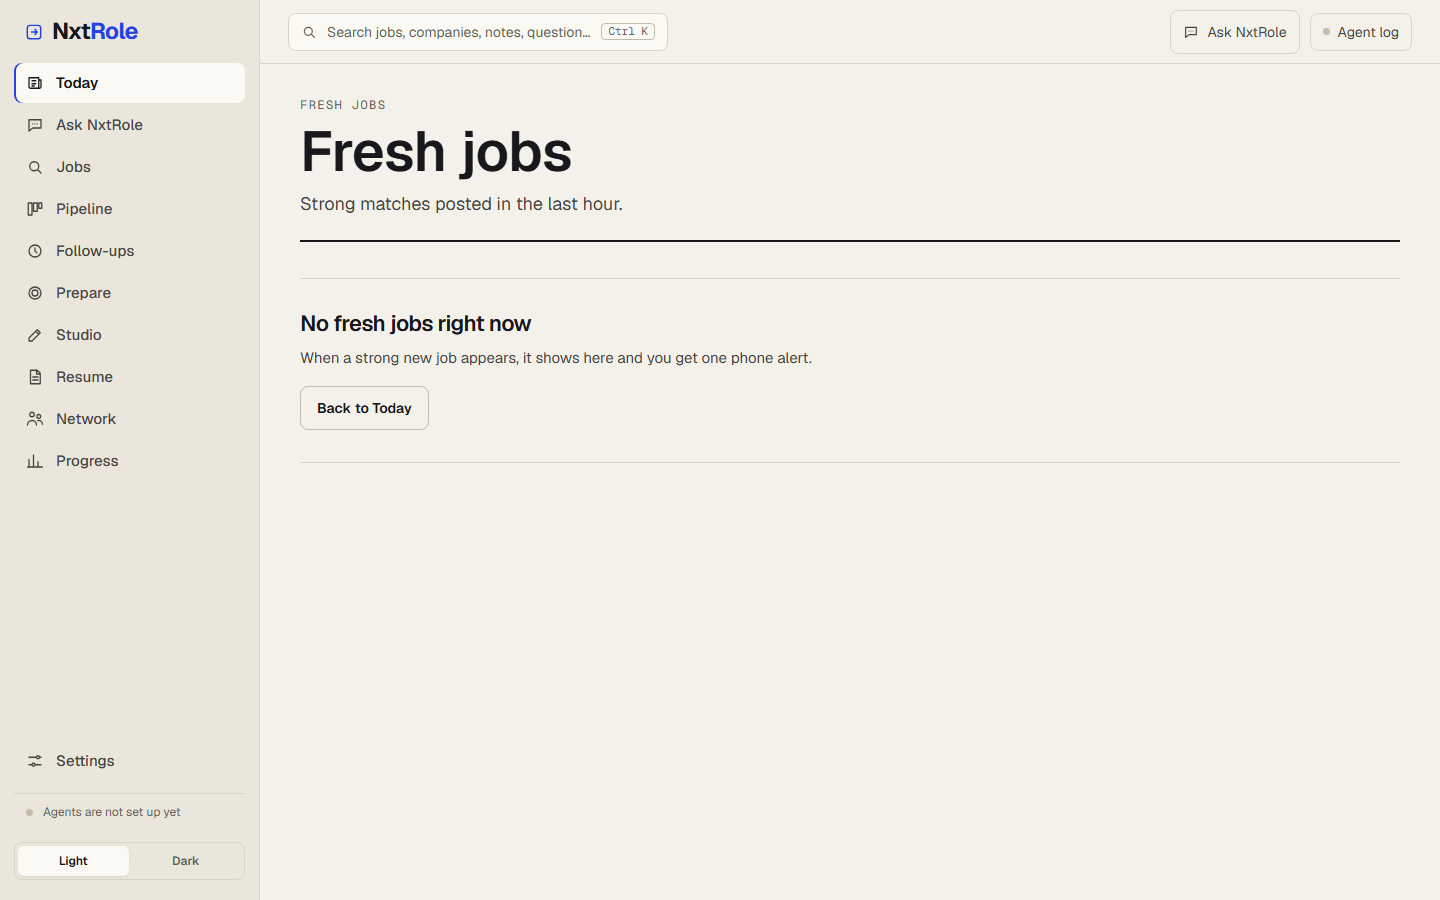 NxtRole
Today
Ask NxtRole
Jobs
Pipeline
Follow-ups
Prepare
Studio
Resume
Network
Progress
Settings
Agents are not set up yet
Light
Dark
Search jobs, companies, notes, question...
Ctrl K
Ask NxtRole
Agent log
FRESH JOBS
Fresh jobs
Strong matches posted in the last hour.
No fresh jobs right now
When a strong new job appears, it shows here and you get one phone alert.
Back to Today